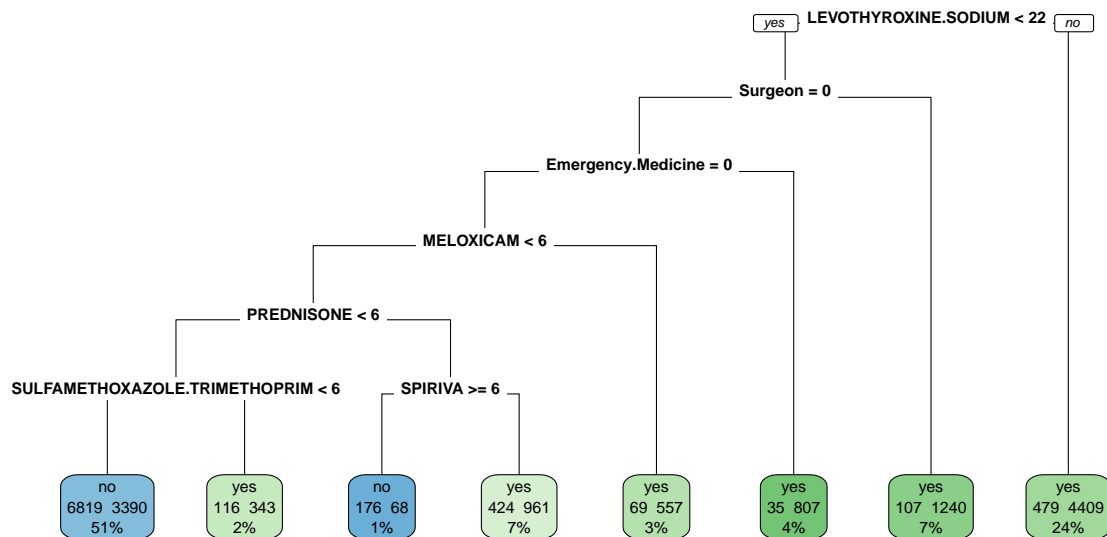 yes LEVOTHYROXINE.SODIUM < 22 no
Surgeon = 0
Emergency.Medicine = 0
MELOXICAM < 6
PREDNISONE < 6
SULFAMETHOXAZOLE.TRIMETHOPRIM < 6 SPIRIVA >= 6
no yes no yes yes yes yes yes
6819 3390 116 343 176 68 424 961 69 557 35 807 107 1240 479 4409
51% 2% 1% 7% 3% 4% 7% 24%